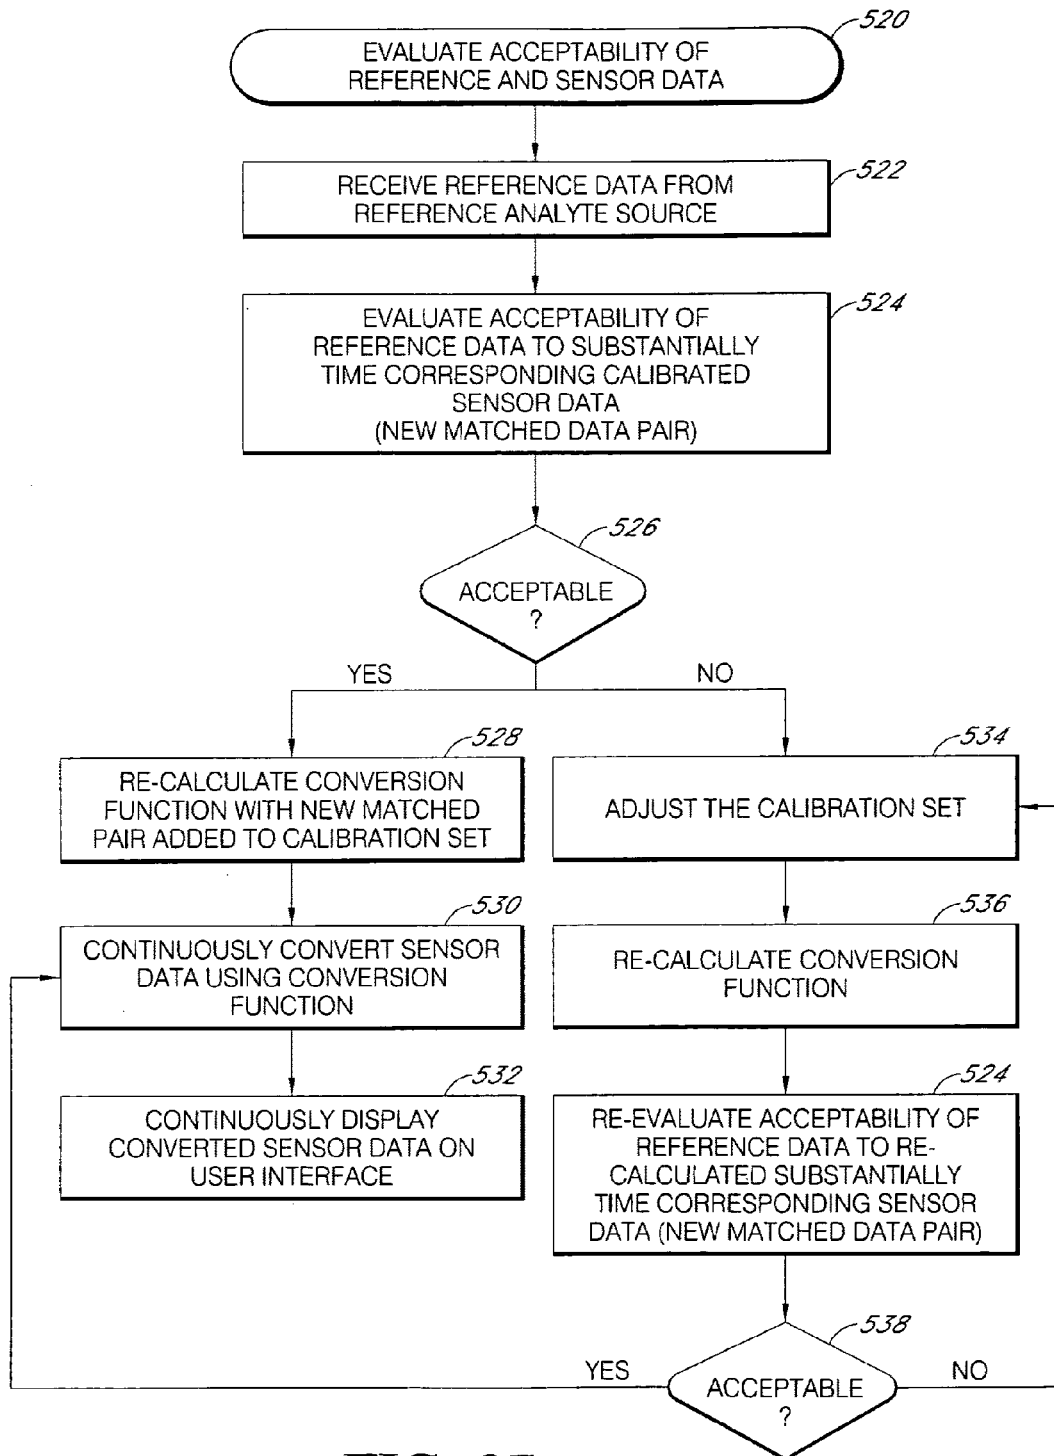 520
EVALUATE ACCEPTABILITY OF
REFERENCE AND SENSOR DATA
522
RECEIVE REFERENCE DATA FROM
REFERENCE ANALYTE SOURCE
524
EVALUATE ACCEPTABILITY OF
REFERENCE DATA TO SUBSTANTIALLY
TIME CORRESPONDING CALIBRATED
SENSOR DATA
(NEW MATCHED DATA PAIR)
526
ACCEPTABLE
?
YES
NO
528
RE-CALCULATE CONVERSION
FUNCTION WITH NEW MATCHED
PAIR ADDED TO CALIBRATION SET
534
ADJUST THE CALIBRATION SET
530
CONTINUOUSLY CONVERT SENSOR
DATA USING CONVERSION
FUNCTION
536
RE-CALCULATE CONVERSION
FUNCTION
532
CONTINUOUSLY DISPLAY
CONVERTED SENSOR DATA ON
USER INTERFACE
524
RE-EVALUATE ACCEPTABILITY OF
REFERENCE DATA TO RE-
CALCULATED SUBSTANTIALLY
TIME CORRESPONDING SENSOR
DATA (NEW MATCHED DATA PAIR)
538
YES
ACCEPTABLE
?
NO